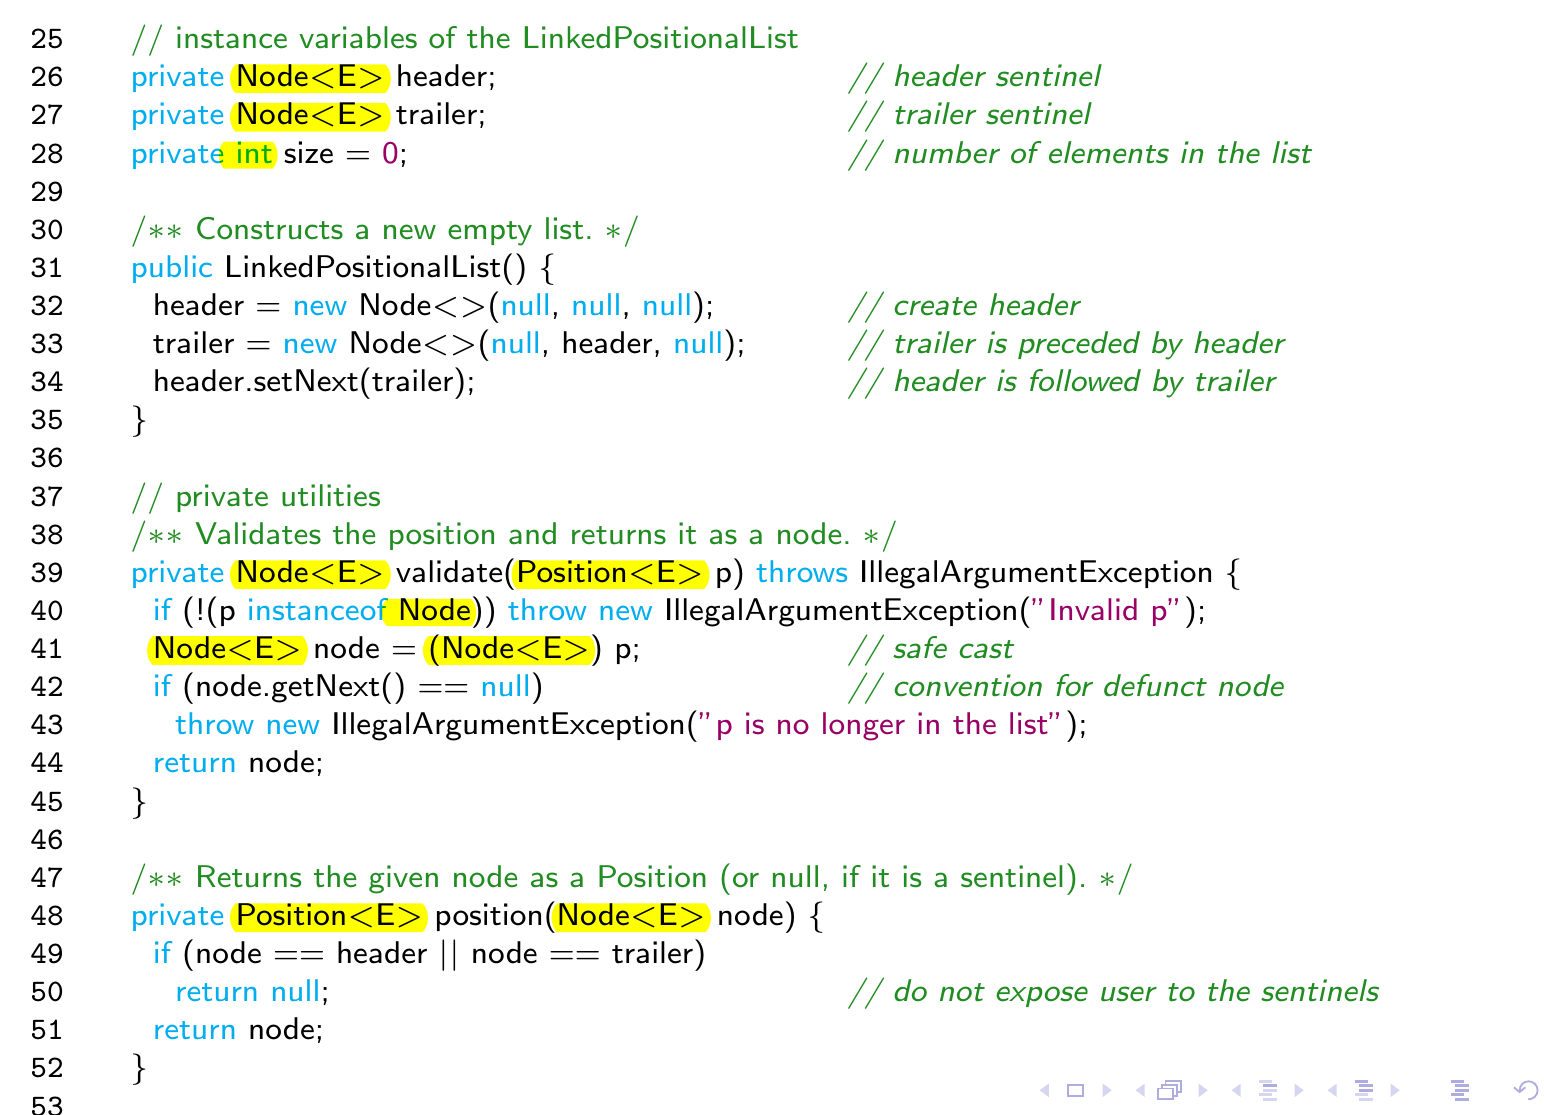 25 // instance variables of the LinkedPositionalList
26 private Node<E> header; // header sentinel
27 private Node<E> trailer; // trailer sentinel
28 private int size = 0; // number of elements in the list
29
30 /** Constructs a new empty list. */
31 public LinkedPositionalList() {
32 header = new Node<>(null, null, null); // create header
33 trailer = new Node<>(null, header, null); // trailer is preceded by header
34 header.setNext(trailer); // header is followed by trailer
35 }
36
37 // private utilities
38 /** Validates the position and returns it as a node. */
39 private Node<E> validate(Position<E> p) throws IllegalArgumentException {
40 if (!(p instanceof Node)) throw new IllegalArgumentException("Invalid p");
41 Node<E> node = (Node<E>) p; // safe cast
42 if (node.getNext() == null) // convention for defunct node
43 throw new IllegalArgumentException("p is no longer in the list");
44 return node;
45 }
46
47 /** Returns the given node as a Position (or null, if it is a sentinel). */
48 private Position<E> position(Node<E> node) {
49 if (node == header || node == trailer)
50 return null; // do not expose user to the sentinels
51 return node;
52 }
53